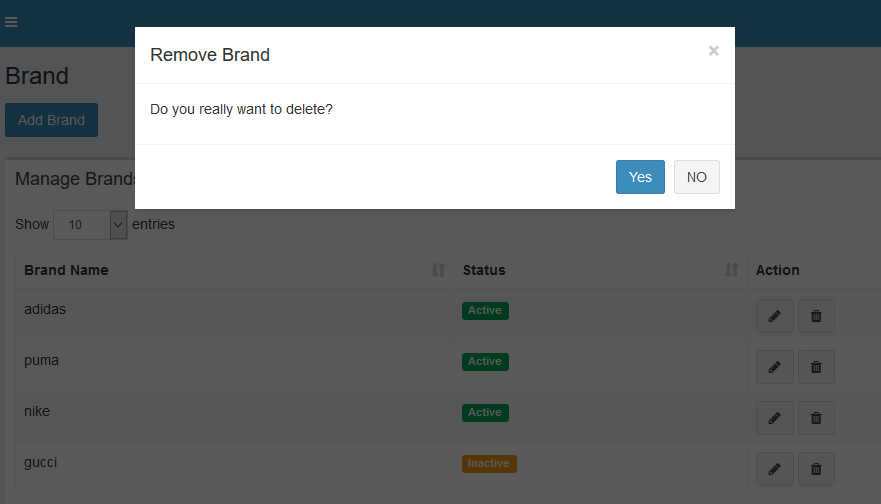 Remove Brand ×
Do you really want to delete?
Yes NO
Brand
Add Brand
Manage Brands
Show 10 entries
Brand Name Status Action
adidas Active
puma Active
nike Active
gucci Inactive